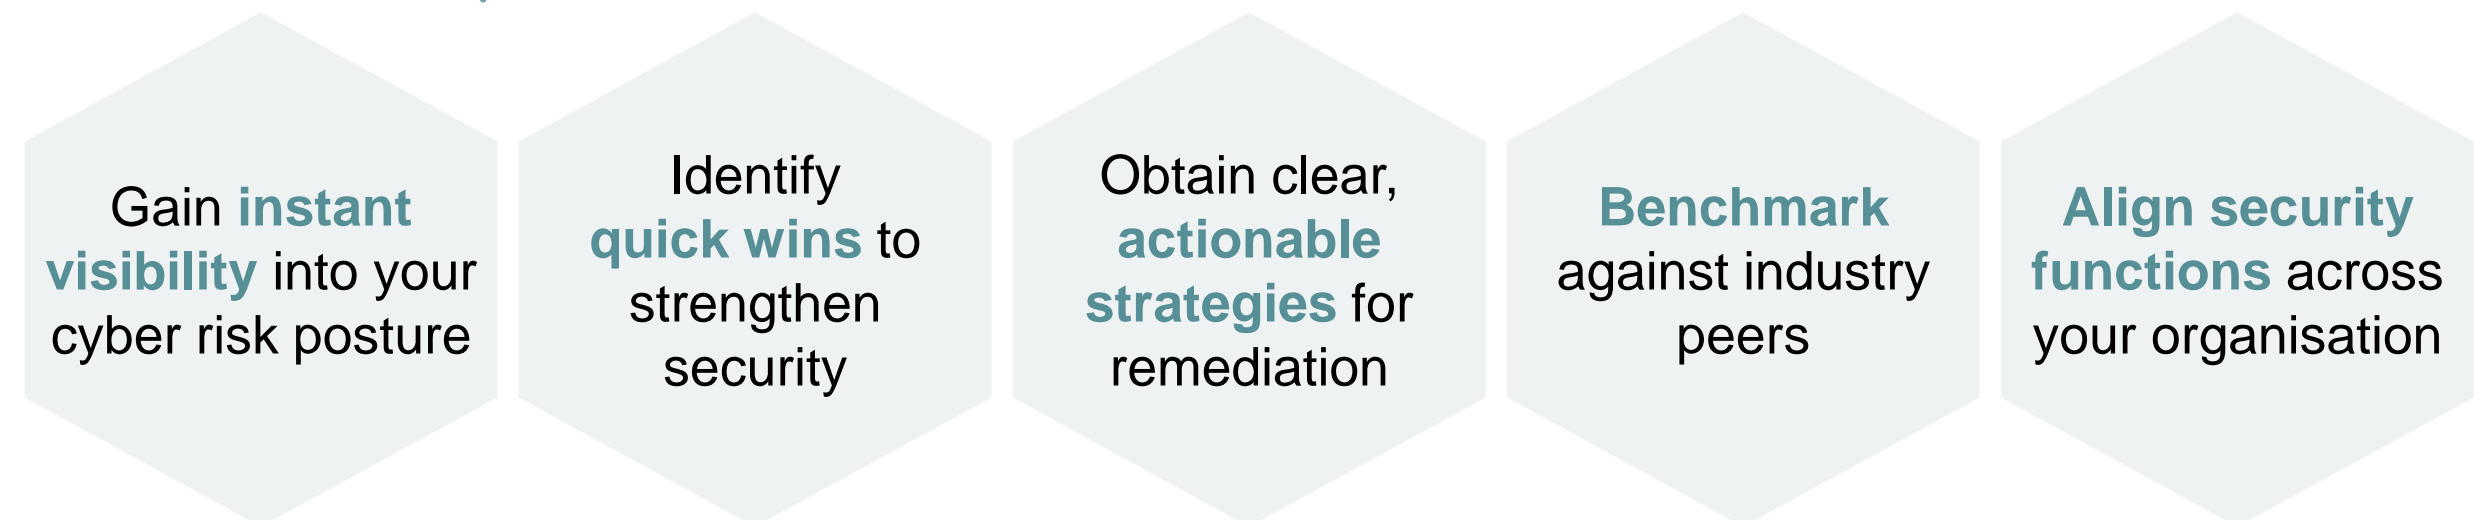 Gain instant
visibility into your
cyber risk posture
Identify
quick wins to
strengthen
security
Obtain clear,
actionable
strategies for
remediation
Benchmark
against industry
peers
Align security
functions across
your organisation